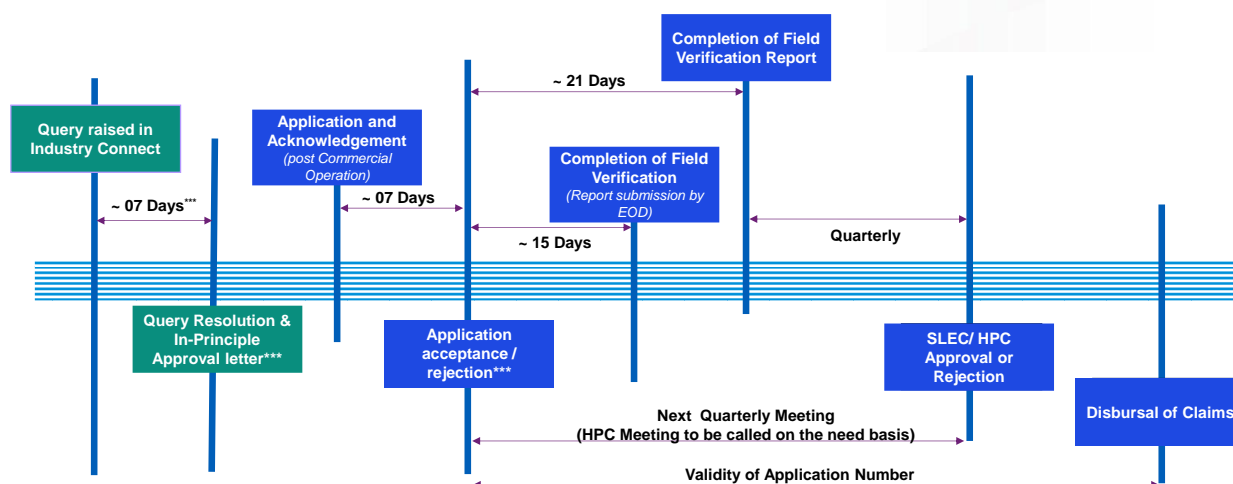 Completion of Field
Verification Report
~ 21 Days
Query raised in
Industry Connect
Application and
Acknowledgement
(post Commercial
Operation)
Completion of Field
Verification
(Report submission by
EOD)
~ 07 Days***
~ 07 Days
~ 15 Days
Quarterly
Query Resolution &
In-Principle
Approval letter***
Application
acceptance /
rejection***
SLEC/ HPC
Approval or
Rejection
Disbursal of Claims
Next Quarterly Meeting
(HPC Meeting to be called on the need basis)
Validity of Application Number